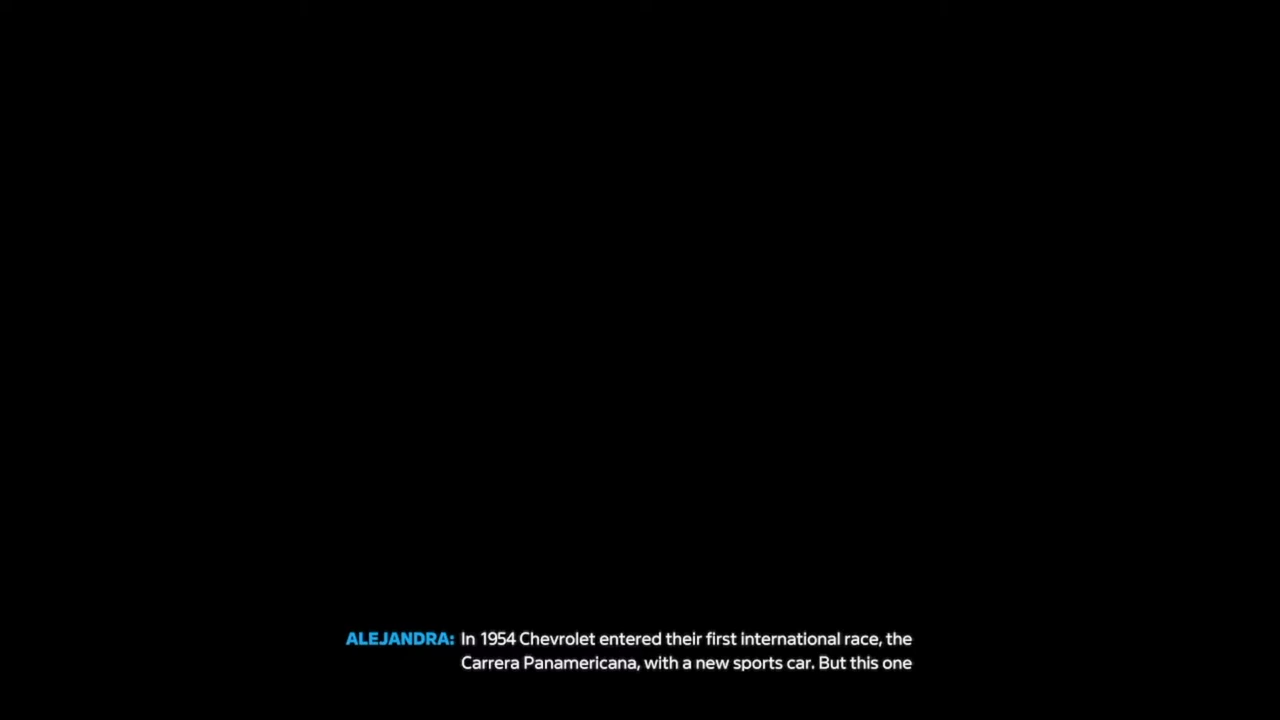 ALEJANDRA: In 1954 Chevrolet entered their first international race, the
Carrera Panamericana, with a new sports car. But this one